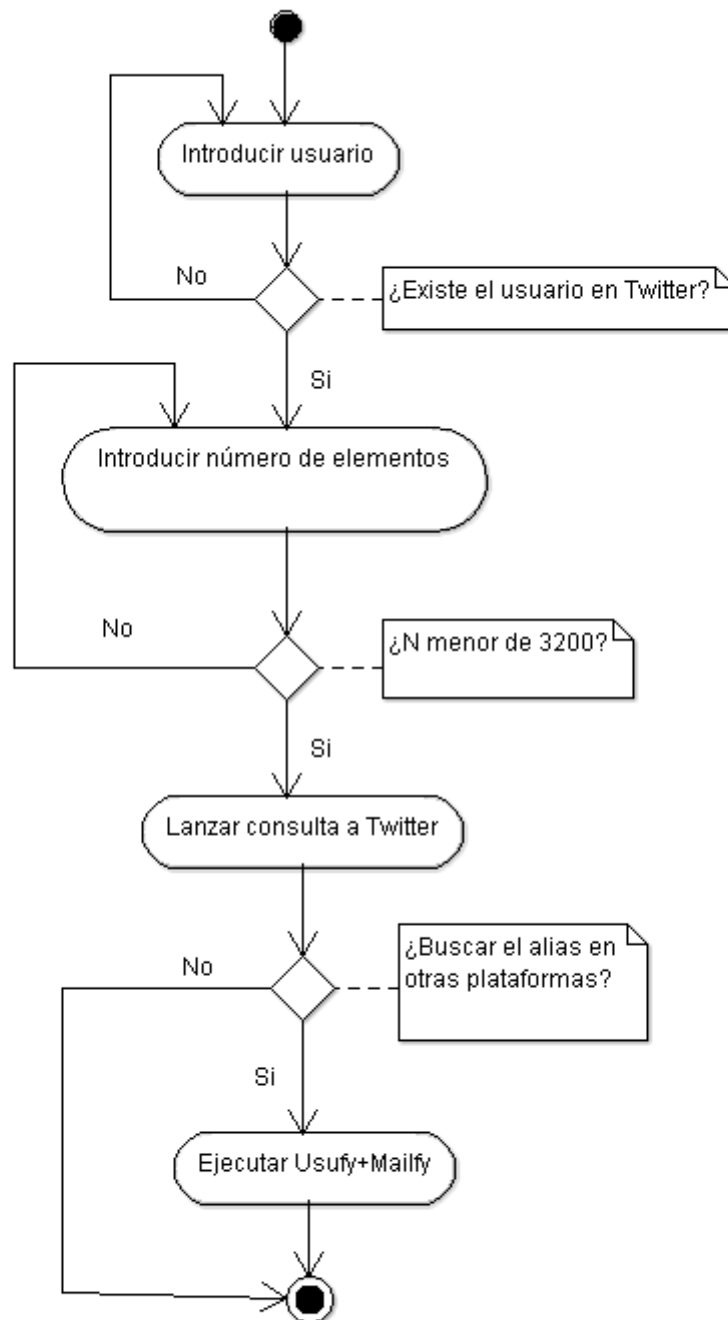 Introducir usuario
No
¿Existe el usuario en Twitter?
Si
Introducir número de elementos
No
¿N menor de 3200?
Si
Lanzar consulta a Twitter
No
¿Buscar el alias en
otras plataformas?
Si
Ejecutar Usufy+Mailfy